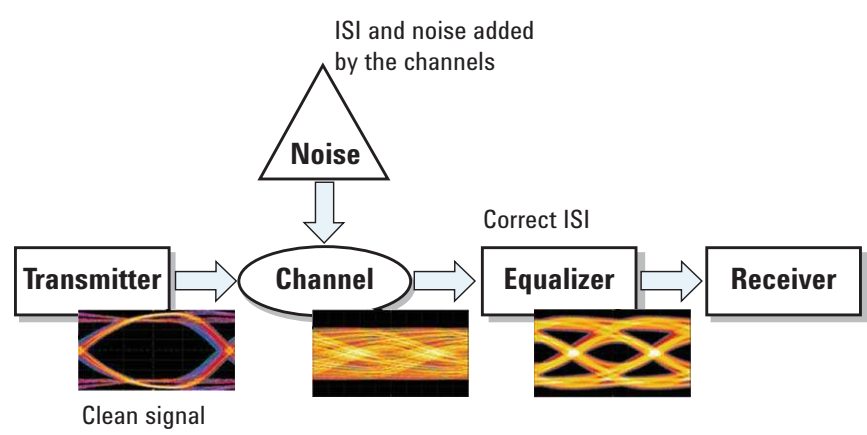 ISI and noise added
by the channels
Noise
Correct ISI
Transmitter
Channel
Equalizer
Receiver
Clean signal